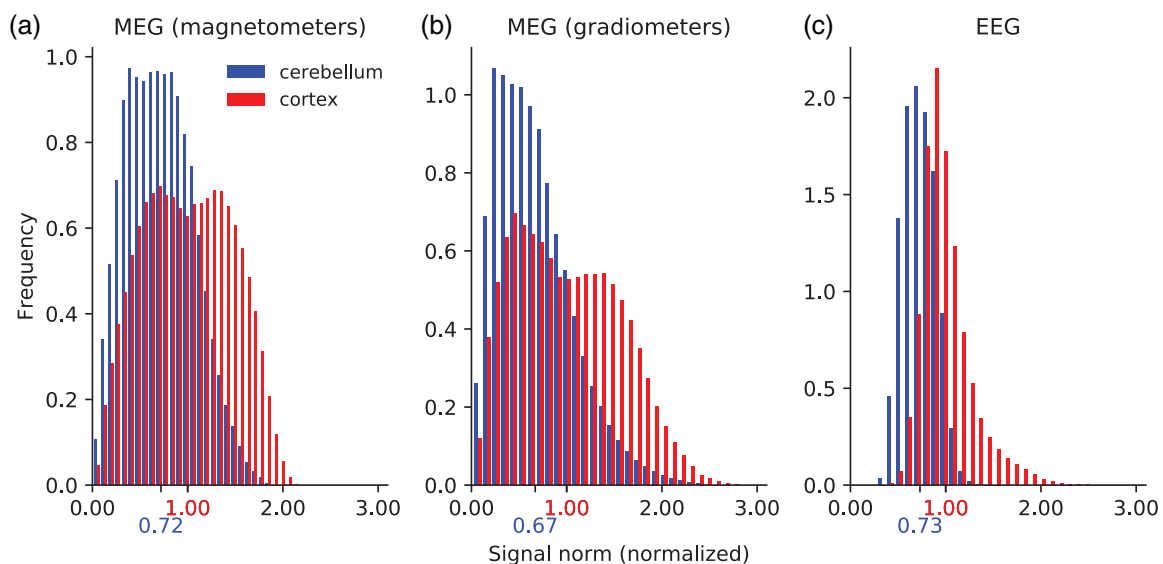 (a) MEG (magnetometers)
(b) MEG (gradiometers)
(c) EEG
cerebellum
cortex
Frequency
1.0
0.8
0.6
0.4
0.2
0.0
0.00 1.00 2.00 3.00
0.72
1.0
0.8
0.6
0.4
0.2
0.0
0.00 1.00 2.00 3.00
0.67
2.0
1.5
1.0
0.5
0.0
0.00 1.00 2.00 3.00
0.73
Signal norm (normalized)